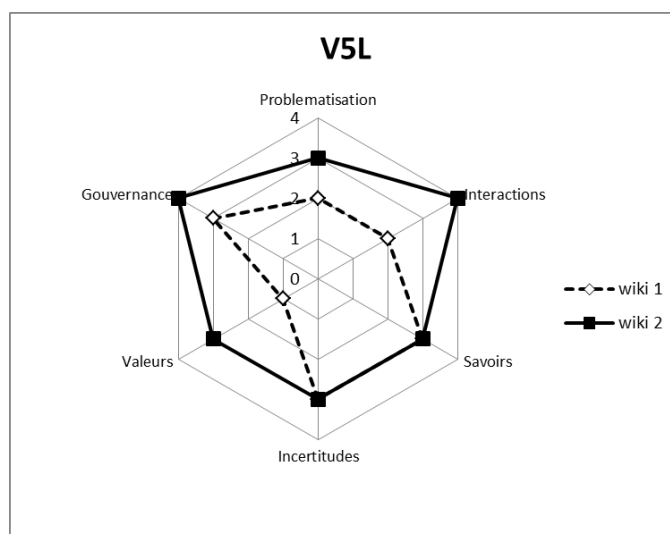 V5L
Problematisation
4
3
2
1
0
Gouvernance
Interactions
Valeurs
Savoirs
Incertitudes
wiki 1
wiki 2